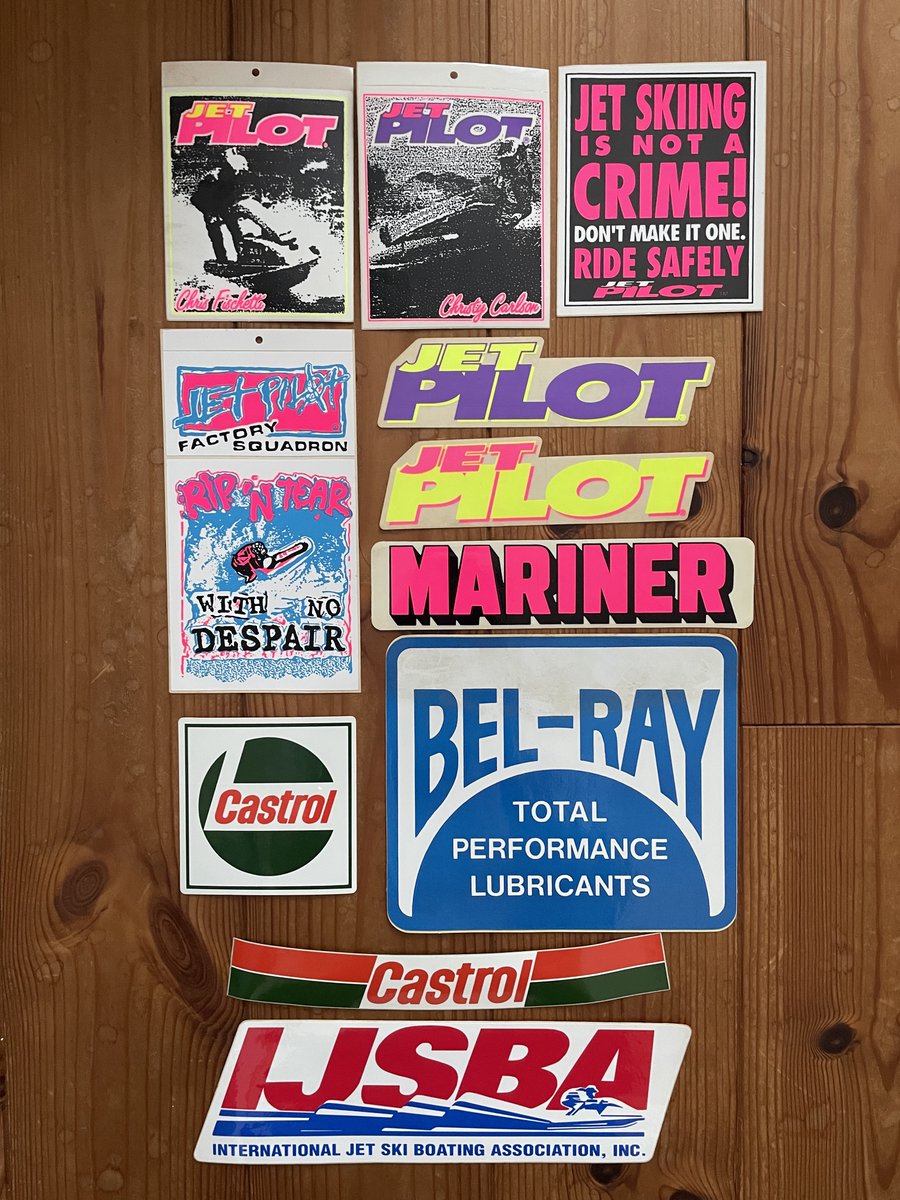 JET
PILOT
Chris Fischetti
JET
PILOT
Christy Carlson
JET SKIING
IS NOT A
CRIME!
DON'T MAKE IT ONE.
RIDE SAFELY
JET
PILOT
JET PILOT
FACTORY
SQUADRON
RIP 'N TEAR
WITH NO
DESPAIR
JET
PILOT
JET
PILOT
MARINER
Castrol
BEL-RAY
TOTAL
PERFORMANCE
LUBRICANTS
Castrol
IJSBA
INTERNATIONAL JET SKI BOATING ASSOCIATION, INC.